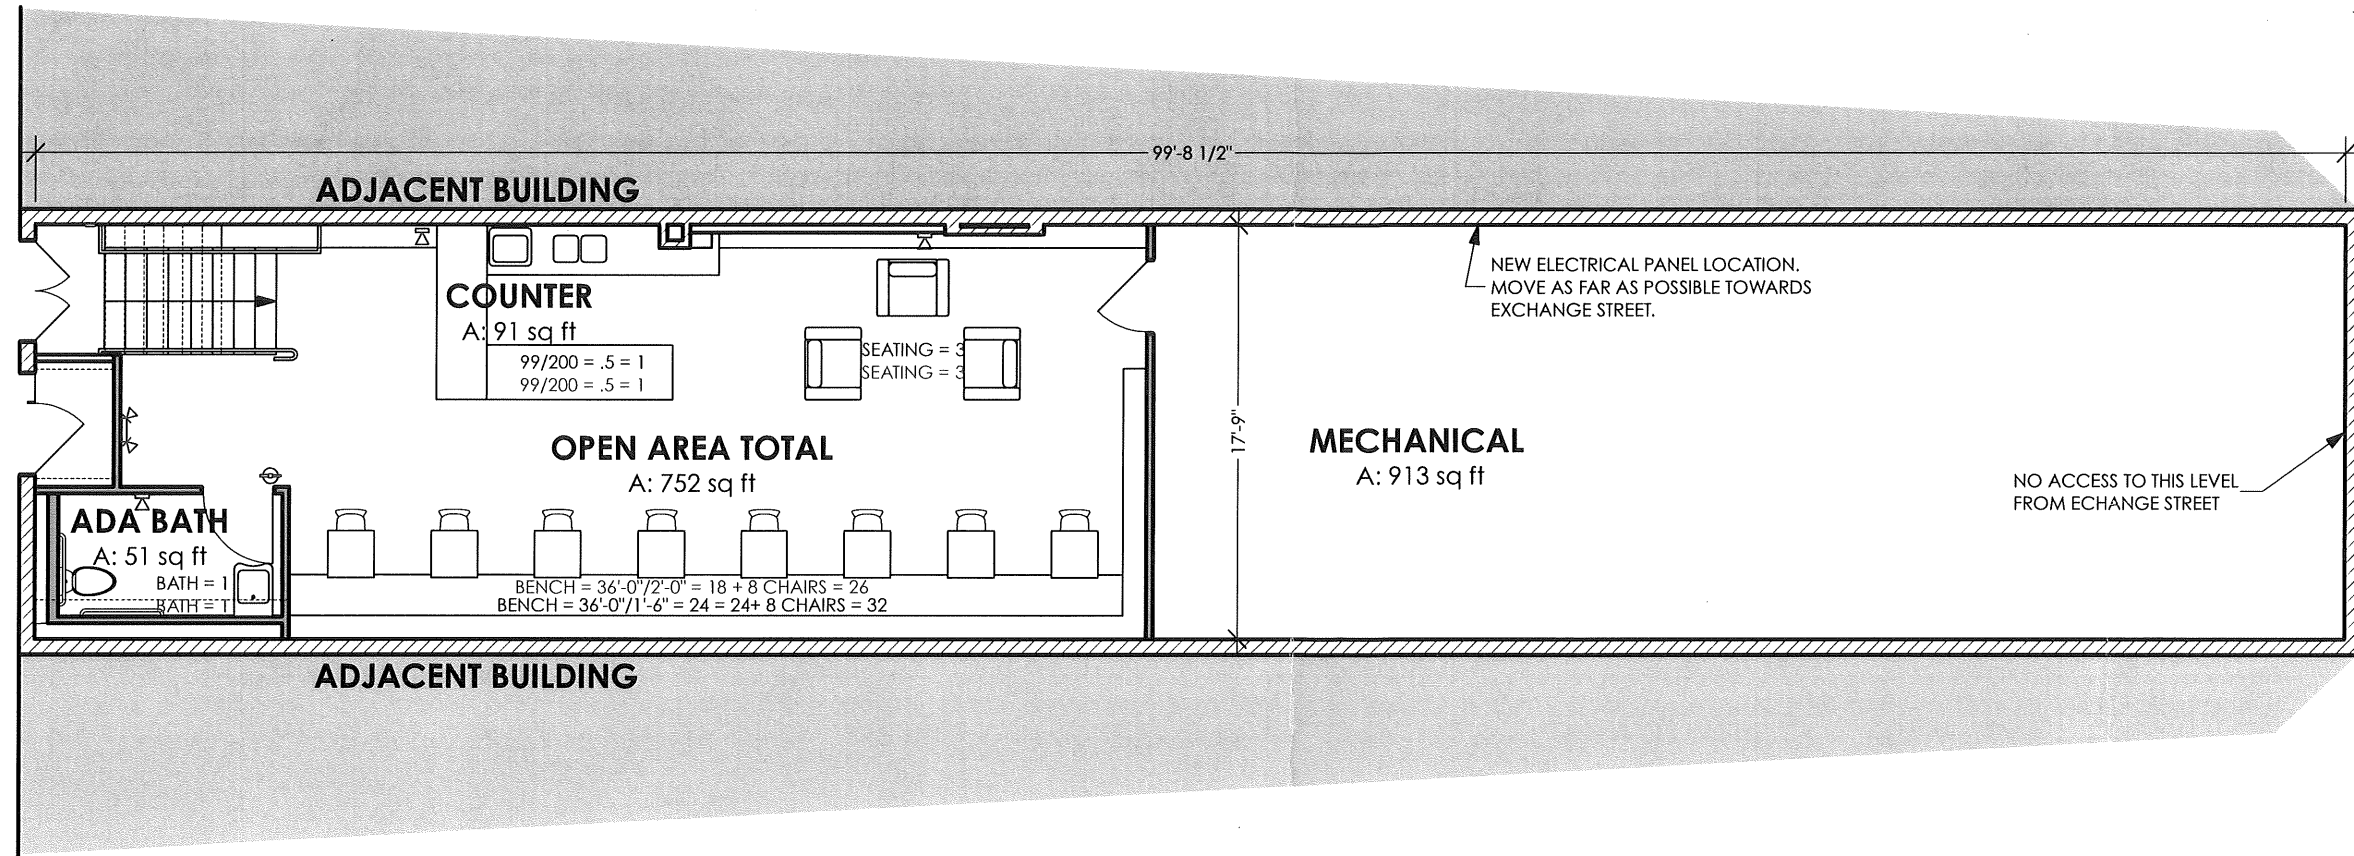 99'-8 1/2"
ADJACENT BUILDING
NEW ELECTRICAL PANEL LOCATION.
MOVE AS FAR AS POSSIBLE TOWARDS
EXCHANGE STREET.
COUNTER
A: 91 sq ft
99/200 = .5 = 1
99/200 = .5 = 1
SEATING = 3
SEATING = 3
17'-9"
OPEN AREA TOTAL
A: 752 sq ft
MECHANICAL
A: 913 sq ft
NO ACCESS TO THIS LEVEL
FROM ECHANGE STREET
ADA BATH
A: 51 sq ft
BATH = 1
BATH = 1
BENCH = 36'-0"/2'-0" = 18 + 8 CHAIRS = 26
BENCH = 36'-0"/1'-6" = 24 = 24+ 8 CHAIRS = 32
ADJACENT BUILDING